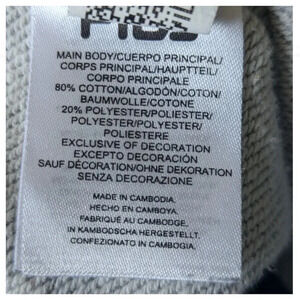 MAIN BODY/CUERPO PRINCIPAL/
CORPS PRINCIPAL/HAUPTTEIL/
CORPO PRINCIPALE
80% COTTON/ALGODÓN/COTON/
BAUMWOLLE/COTONE
20% POLYESTER/POLIESTER/
POLYESTER/POLYESTER/
POLIESTERE
EXCLUSIVE OF DECORATION
EXCEPTO DECORACIÓN
SAUF DÉCORATION/OHNE DEKORATION
SENZA DECORAZIONE
MADE IN CAMBODIA.
HECHO EN CAMBOYA.
FABRIQUÉ AU CAMBODGE.
IN KAMBODSCHA HERGESTELLT.
CONFEZIONATO IN CAMBOGIA.